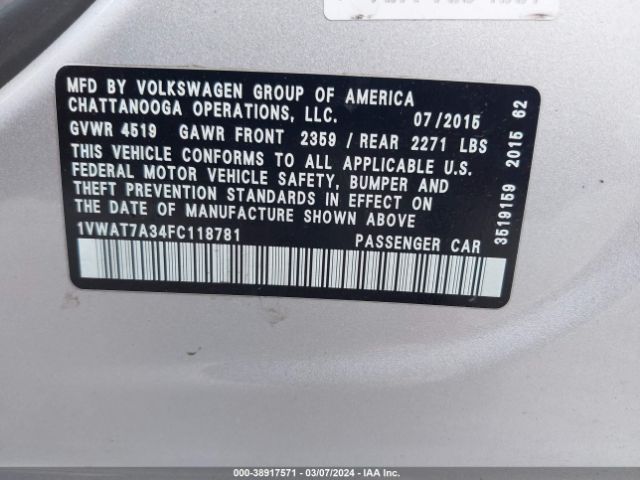 MFD BY VOLKSWAGEN GROUP OF AMERICA
CHATTANOOGA OPERATIONS, LLC. 07/2015
GVWR 4519 GAWR FRONT 2359 / REAR 2271 LBS
THIS VEHICLE CONFORMS TO ALL APPLICABLE U.S.
FEDERAL MOTOR VEHICLE SAFETY, BUMPER AND
THEFT PREVENTION STANDARDS IN EFFECT ON
THE DATE OF MANUFACTURE SHOWN ABOVE
1VWAT7A34FC118781 PASSENGER CAR
3519159 2015 62
000-38917571 - 03/07/2024 - IAA Inc.